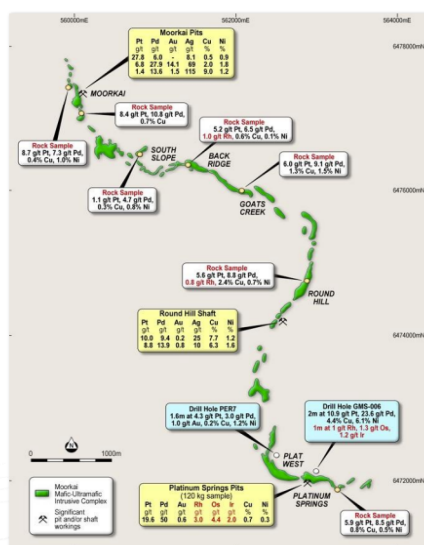 560000mE
562000mE
564000mE
6478000mN
Moorkai Pits
Pt Pd Au Ag Cu Ni
g/t g/t g/t g/t % %
27.8 6.0 - 8.1 0.5 0.9
6.8 27.9 14.1 69 2.0 1.8
1.4 13.6 1.5 115 9.0 1.2
MOORKAI
Rock Sample
8.4 g/t Pt, 10.8 g/t Pd,
0.7% Cu
Rock Sample
5.2 g/t Pt, 6.5 g/t Pd,
1.0 g/t Rh, 0.6% Cu, 0.1% Ni
Rock Sample
8.7 g/t Pt, 7.3 g/t Pd,
0.4% Cu, 1.0% Ni
SOUTH
SLOPE
BACK
RIDGE
Rock Sample
6.0 g/t Pt, 9.1 g/t Pd,
1.3% Cu, 1.5% Ni
Rock Sample
1.1 g/t Pt, 4.7 g/t Pd,
0.3% Cu, 0.8% Ni
6476000mN
GOATS
CREEK
Rock Sample
5.6 g/t Pt, 8.8 g/t Pd,
0.8 g/t Rh, 2.4% Cu, 0.7% Ni
ROUND
HILL
Round Hill Shaft
Pt Pd Au Ag Cu Ni
g/t g/t g/t g/t % %
10.0 9.4 0.2 25 7.7 1.2
8.8 13.9 0.8 10 6.3 1.6
6474000mN
Drill Hole PER7
1.6m at 4.3 g/t Pt, 3.0 g/t Pd,
1.0 g/t Au, 0.2% Cu, 1.2% Ni
Drill Hole GMS-006
2m at 10.9 g/t Pt, 23.6 g/t Pd,
4.4% Cu, 6.1% Ni
1m at 1 g/t Rh, 1.3 g/t Os,
1.2 g/t Ir
0
1000m
PLAT
WEST
Moorkai
Mafic-Ultramafic
Intrusive Complex
Significant
pit and/or shaft
workings
Platinum Springs Pits
(120 kg sample)
Pt Pd Au Rh Os Ir Cu Ni
g/t g/t g/t g/t g/t g/t % %
19.6 50 0.6 3.0 4.4 2.0 0.7 0.3
6472000mN
PLATINUM
SPRINGS
Rock Sample
5.9 g/t Pt, 8.5 g/t Pd,
0.8% Cu, 0.5% Ni